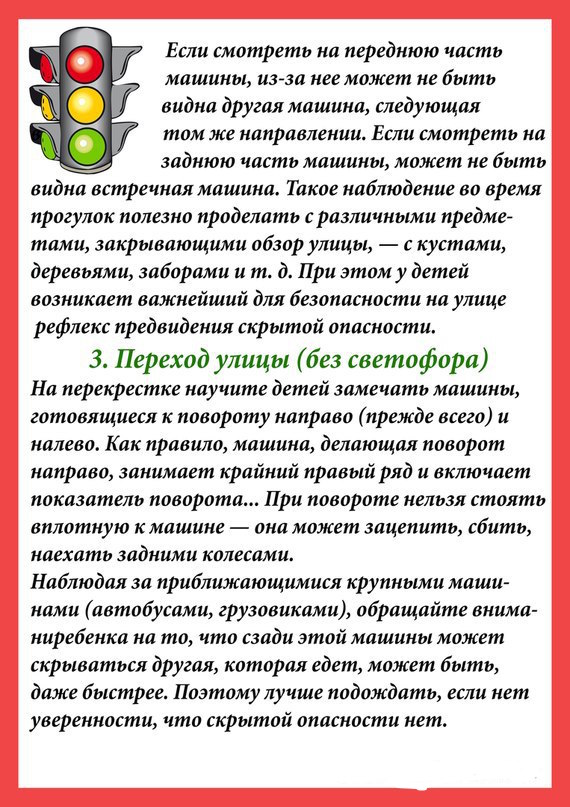 Если смотреть на переднюю часть
машины, из-за нее может не быть
видна другая машина, следующая
том же направлении. Если смотреть на
заднюю часть машины, может не быть
видна встречная машина. Такое наблюдение во время
прогулок полезно проделать с различными предме-
тами, закрывающими обзор улицы, — с кустами,
деревьями, заборами и т. д. При этом у детей
возникает важнейший для безопасности на улице
рефлекс предвидения скрытой опасности.
3. Переход улицы (без светофора)
На перекрестке научите детей замечать машины,
готовящиеся к повороту направо (прежде всего) и
налево. Как правило, машина, делающая поворот
направо, занимает крайний правый ряд и включает
показатель поворота... При повороте нельзя стоять
вплотную к машине — она может зацепить, сбить,
наехать задними колесами.
Наблюдая за приближающимися крупными маши-
нами (автобусами, грузовиками), обращайте внима-
ниребенка на то, что сзади этой машины может
скрываться другая, которая едет, может быть,
даже быстрее. Поэтому лучше подождать, если нет
уверенности, что скрытой опасности нет.